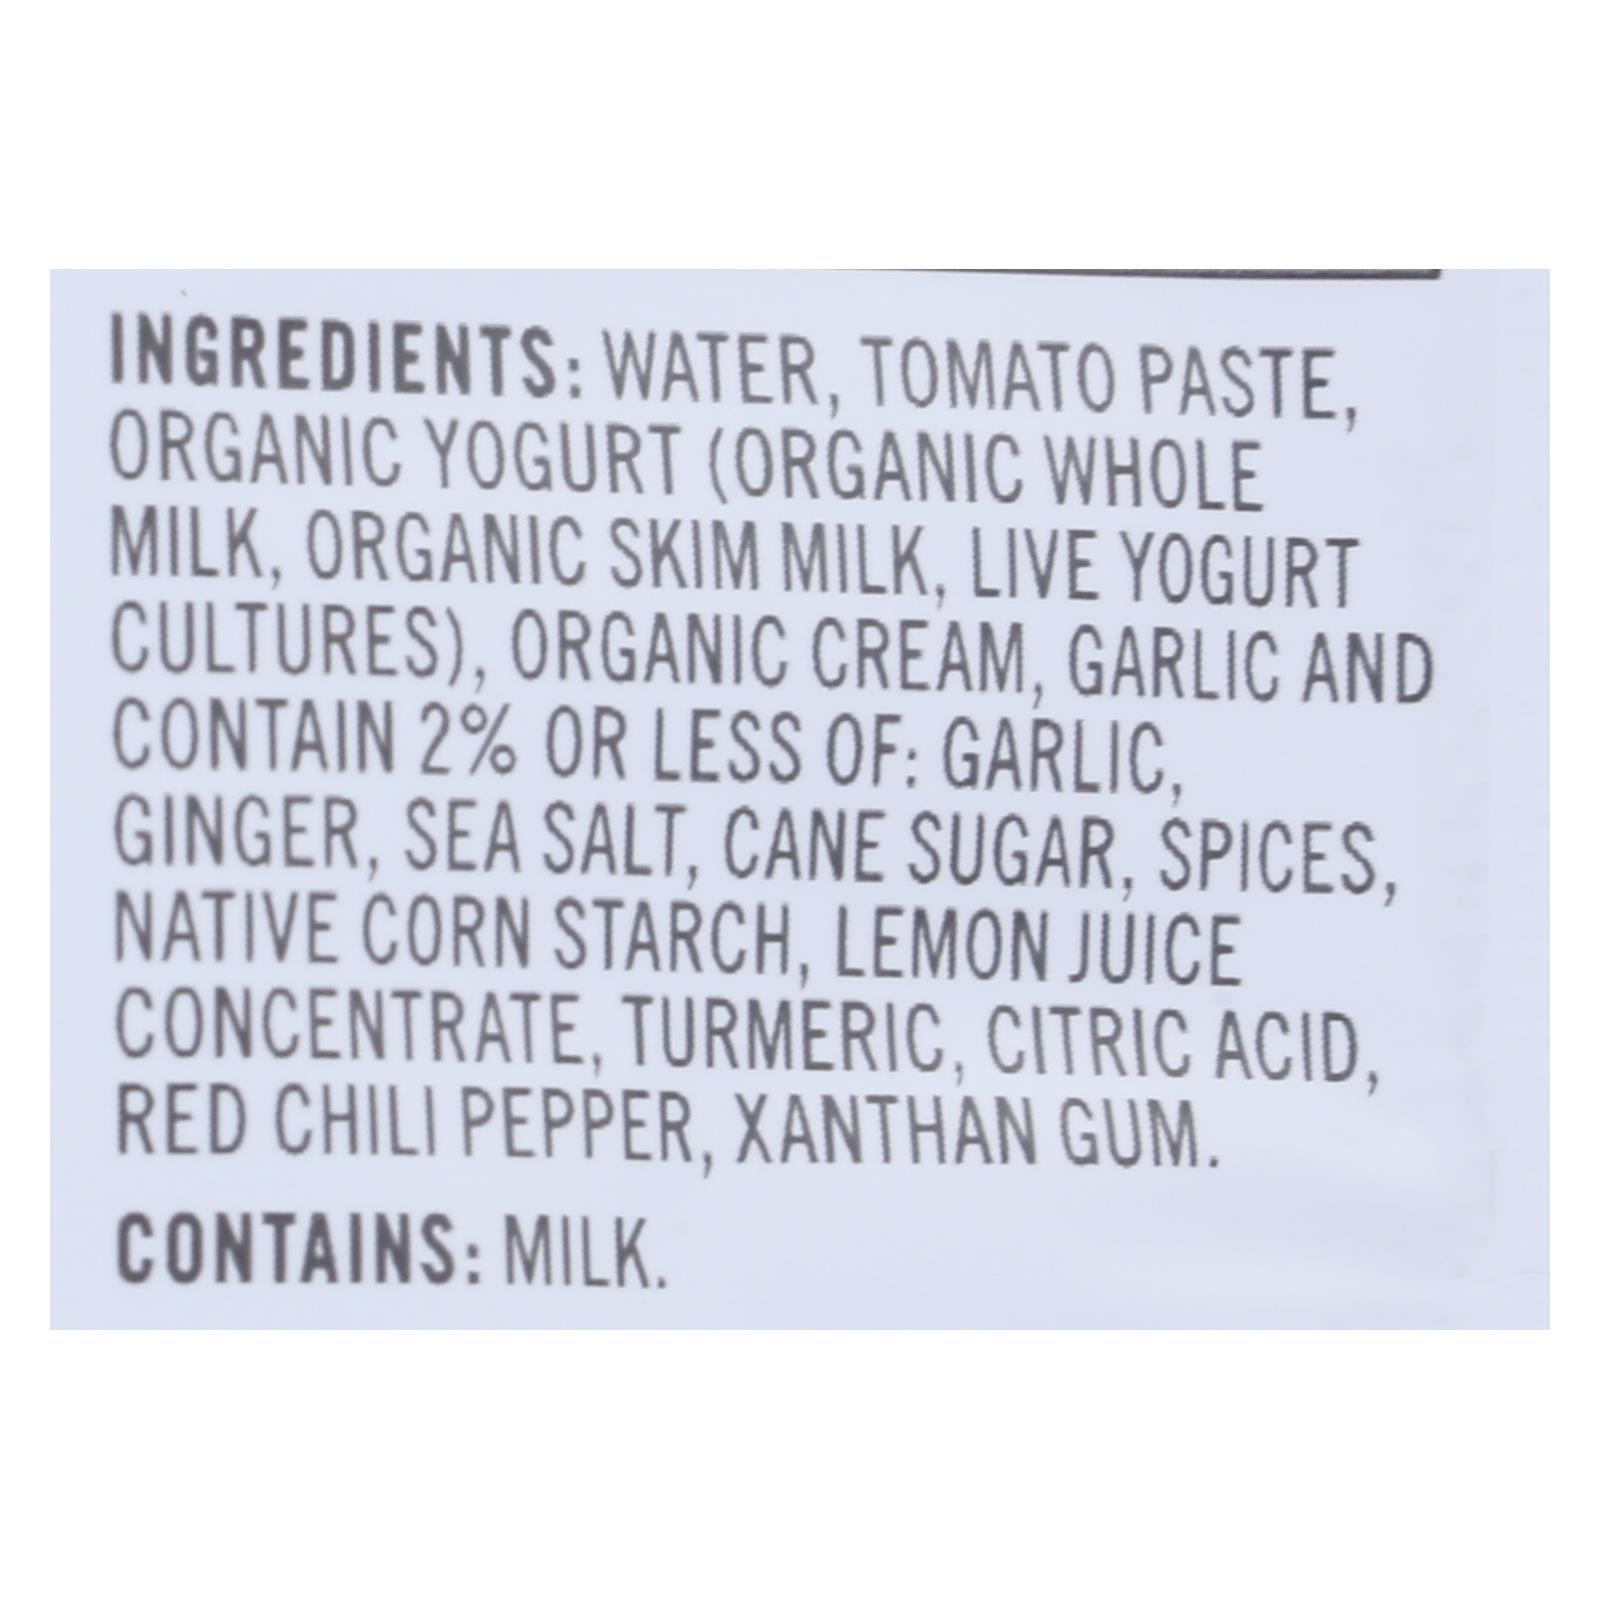 INGREDIENTS: WATER, TOMATO PASTE,
ORGANIC YOGURT (ORGANIC WHOLE
MILK, ORGANIC SKIM MILK, LIVE YOGURT
CULTURES), ORGANIC CREAM, GARLIC AND
CONTAIN 2% OR LESS OF: GARLIC,
GINGER, SEA SALT, CANE SUGAR, SPICES,
NATIVE CORN STARCH, LEMON JUICE
CONCENTRATE, TURMERIC, CITRIC ACID,
RED CHILI PEPPER, XANTHAN GUM.
CONTAINS: MILK.